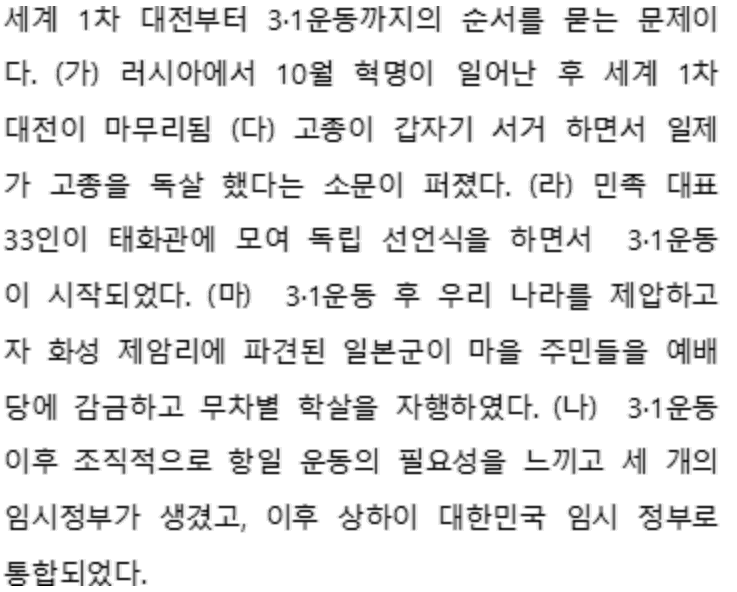 세계 1차 대전부터 3·1운동까지의 순서를 묻는 문제이
다. (가) 러시아에서 10월 혁명이 일어난 후 세계 1차
대전이 마무리됨 (다) 고종이 갑자기 서거 하면서 일제
가 고종을 독살 했다는 소문이 퍼졌다. (라) 민족 대표
33인이 태화관에 모여 독립 선언식을 하면서 3·1운동
이 시작되었다. (마) 3·1운동 후 우리 나라를 제압하고
자 화성 제암리에 파견된 일본군이 마을 주민들을 예배
당에 감금하고 무차별 학살을 자행하였다. (나) 3·1운동
이후 조직적으로 항일 운동의 필요성을 느끼고 세 개의
임시정부가 생겼고, 이후 상하이 대한민국 임시 정부로
통합되었다.